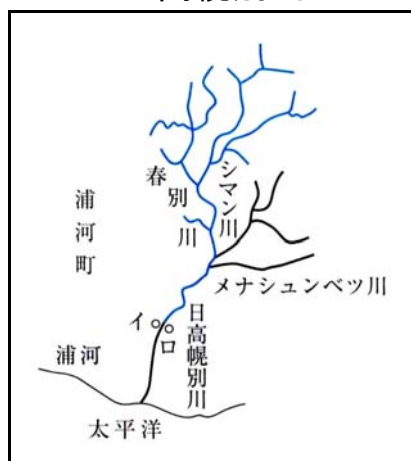 春別川
シマン川
浦河町
メナシュンベツ川
イ
ロ
日高幌別川
浦河
太平洋